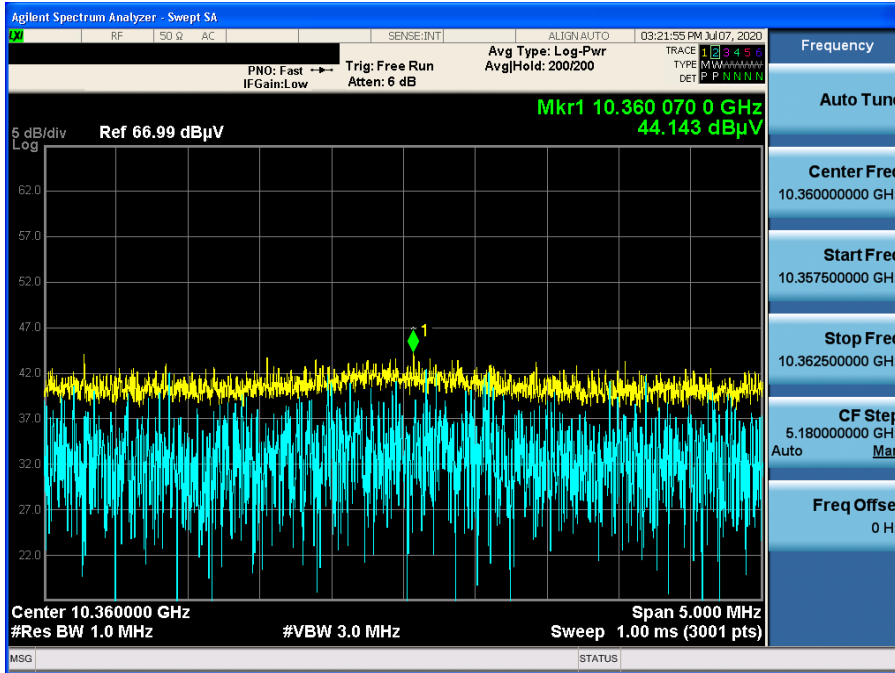 Agilent Spectrum Analyzer - Swept SA
LXI RF 50 Ω AC SENSE:INT ALIGN AUTO 03:21:55 PM Jul 07, 2020
PNO: Fast
IFGain:Low
Trig: Free Run
Atten: 6 dB
Avg Type: Log-Pwr
Avg|Hold: 200/200
TRACE 1 2 3 4 5 6
TYPE M W W W W W
DET P P N N N N
Mkr1 10.360 070 0 GHz
44.143 dBµV
5 dB/div Ref 66.99 dBµV
Log
62.0
57.0
52.0
47.0
42.0
37.0
32.0
27.0
22.0
1
Center 10.360000 GHz Span 5.000 MHz
#Res BW 1.0 MHz #VBW 3.0 MHz Sweep 1.00 ms (3001 pts)
MSG STATUS
Frequency
Auto Tun
Center Fre
10.360000000 GH
Start Fre
10.357500000 GH
Stop Fre
10.362500000 GH
CF Step
5.180000000 GH
Auto Ma
Freq Offse
0 H